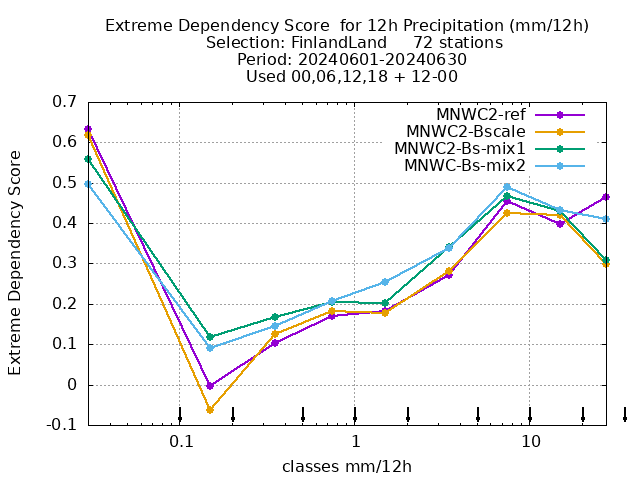 Extreme Dependency Score  for 12h Precipitation (mm/12h)
Selection: FinlandLand     72 stations
Period: 20240601-20240630
Used 00,06,12,18 + 12-00
MNWC2-ref
MNWC2-Bscale
MNWC2-Bs-mix1
MNWC-Bs-mix2
Extreme Dependency Score
0.7
0.6
0.5
0.4
0.3
0.2
0.1
0
-0.1
0.1 1 10
classes mm/12h